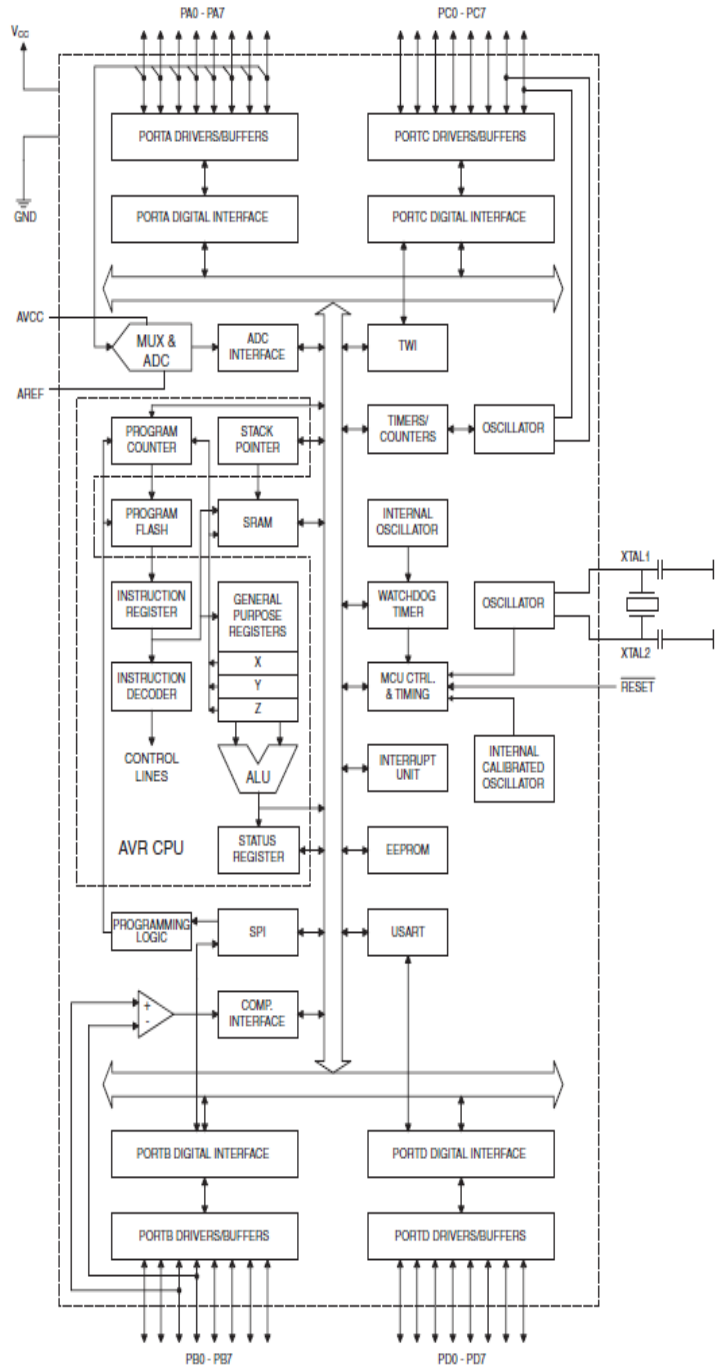 PA0 - PA7
PC0 - PC7
VCC
PORTA DRIVERS/BUFFERS
PORTC DRIVERS/BUFFERS
GND
PORTA DIGITAL INTERFACE
PORTC DIGITAL INTERFACE
AVCC
MUX &
ADC
ADC
INTERFACE
TWI
AREF
PROGRAM
COUNTER
STACK
POINTER
TIMERS/
COUNTERS
OSCILLATOR
PROGRAM
FLASH
SRAM
INTERNAL
OSCILLATOR
XTAL1
INSTRUCTION
REGISTER
GENERAL
PURPOSE
REGISTERS
WATCHDOG
TIMER
OSCILLATOR
XTAL2
X
Y
Z
INSTRUCTION
DECODER
MCU CTRL.
& TIMING
RESET
CONTROL
LINES
ALU
INTERRUPT
UNIT
INTERNAL
CALIBRATED
OSCILLATOR
AVR CPU
STATUS
REGISTER
EEPROM
PROGRAMMING
LOGIC
SPI
USART
+
-
COMP.
INTERFACE
PORTB DIGITAL INTERFACE
PORTD DIGITAL INTERFACE
PORTB DRIVERS/BUFFERS
PORTD DRIVERS/BUFFERS
PB0 - PB7
PD0 - PD7